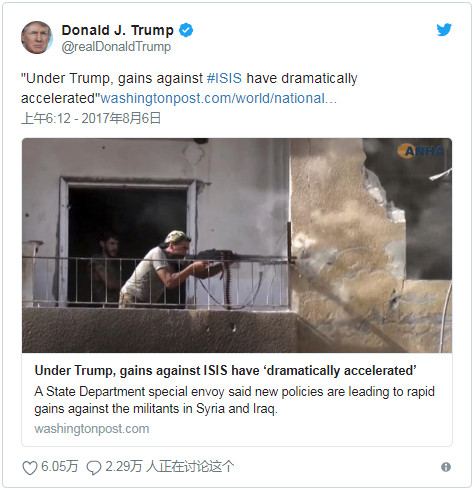 Donald J. Trump
@realDonaldTrump
"Under Trump, gains against #ISIS have dramatically
accelerated"washingtonpost.com/world/national…
上午6:12 - 2017年8月6日
ANHA
Under Trump, gains against ISIS have ‘dramatically accelerated’
A State Department special envoy said new policies are leading to rapid
gains against the militants in Syria and Iraq.
washingtonpost.com
6.05万 2.29万 人正在讨论这个